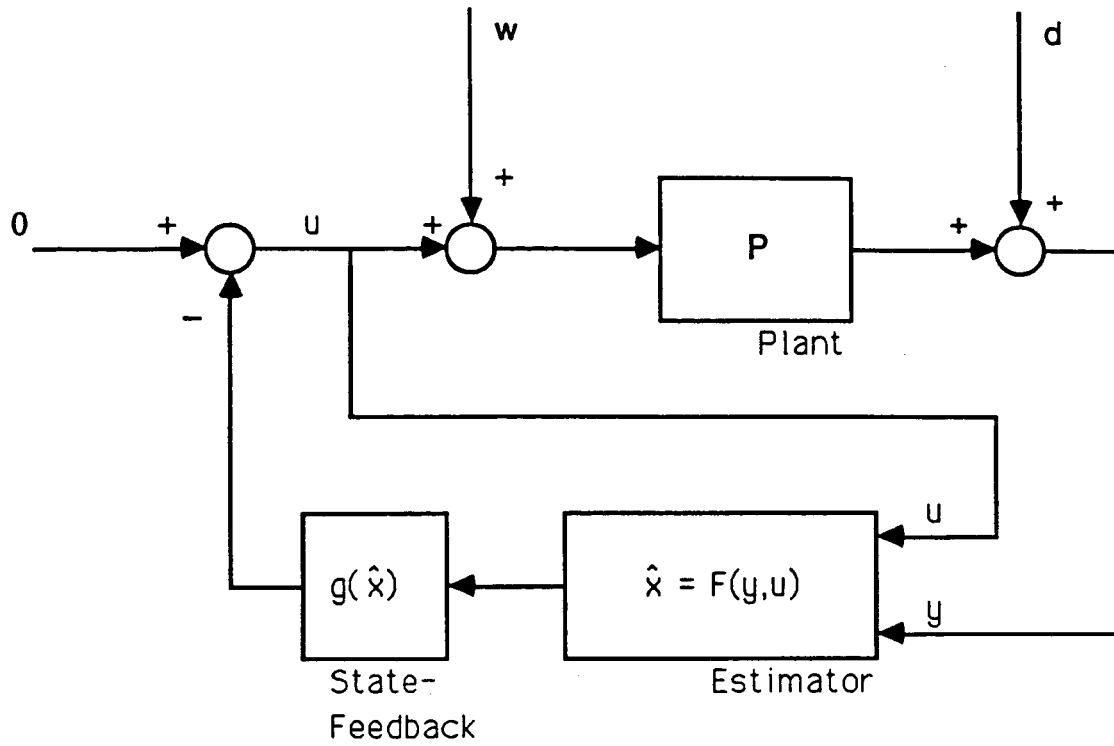 w
d
+
+
0
+
u
+
+
P
-
Plant
u
g(x̂)
x̂ = F(y,u)
y
State-
Feedback
Estimator